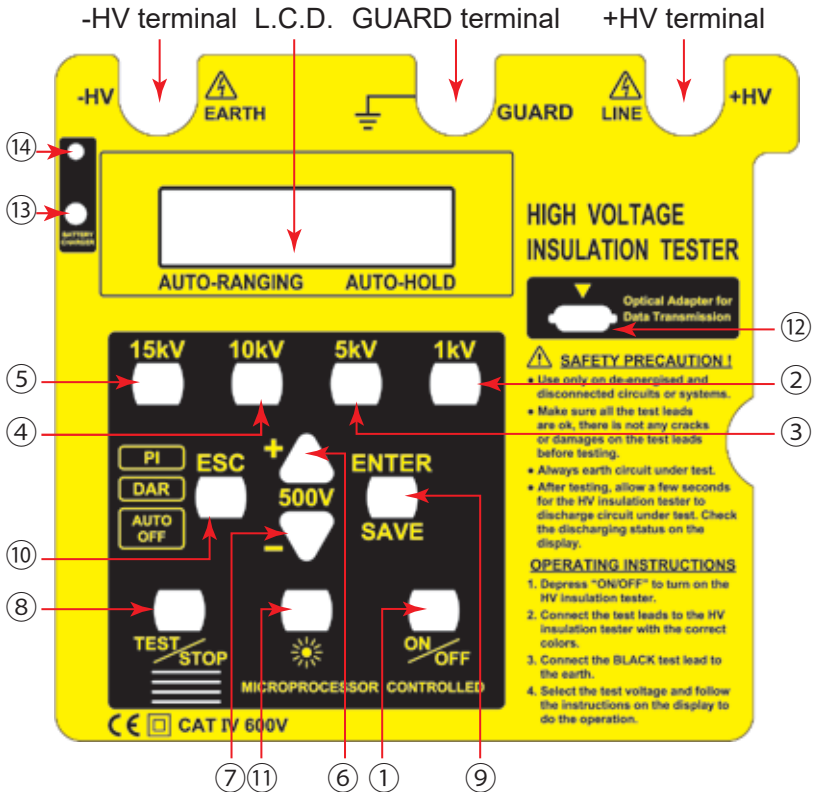 -HV terminal L.C.D. GUARD terminal +HV terminal
-HV EARTH GUARD LINE +HV
⑭
⑬
BATTERY
CHARGER
AUTO-RANGING AUTO-HOLD
HIGH VOLTAGE
INSULATION TESTER
Optical Adapter for
Data Transmission
⑫
15kV 10kV 5kV 1kV
⑤
④
②
③
PI
DAR
AUTO
OFF
ESC
+
500V
–
ENTER
SAVE
⑩
⑧
⑨
TEST/STOP
ON/OFF
MICROPROCESSOR CONTROLLED
CE CAT IV 600V
⑦ ⑪ ⑥ ① ⑨
⚠ SAFETY PRECAUTION !
• Use only on de-energised and
disconnected circuits or systems.
• Make sure all the test leads
are ok, there is not any cracks
or damages on the test leads
before testing.
• Always earth circuit under test.
• After testing, allow a few seconds
for the HV insulation tester to
discharge circuit under test. Check
the discharging status on the
display.
OPERATING INSTRUCTIONS
1. Depress "ON/OFF" to turn on the
HV insulation tester.
2. Connect the test leads to the HV
insulation tester with the correct
colors.
3. Connect the BLACK test lead to
the earth.
4. Select the test voltage and follow
the instructions on the display to
do the operation.